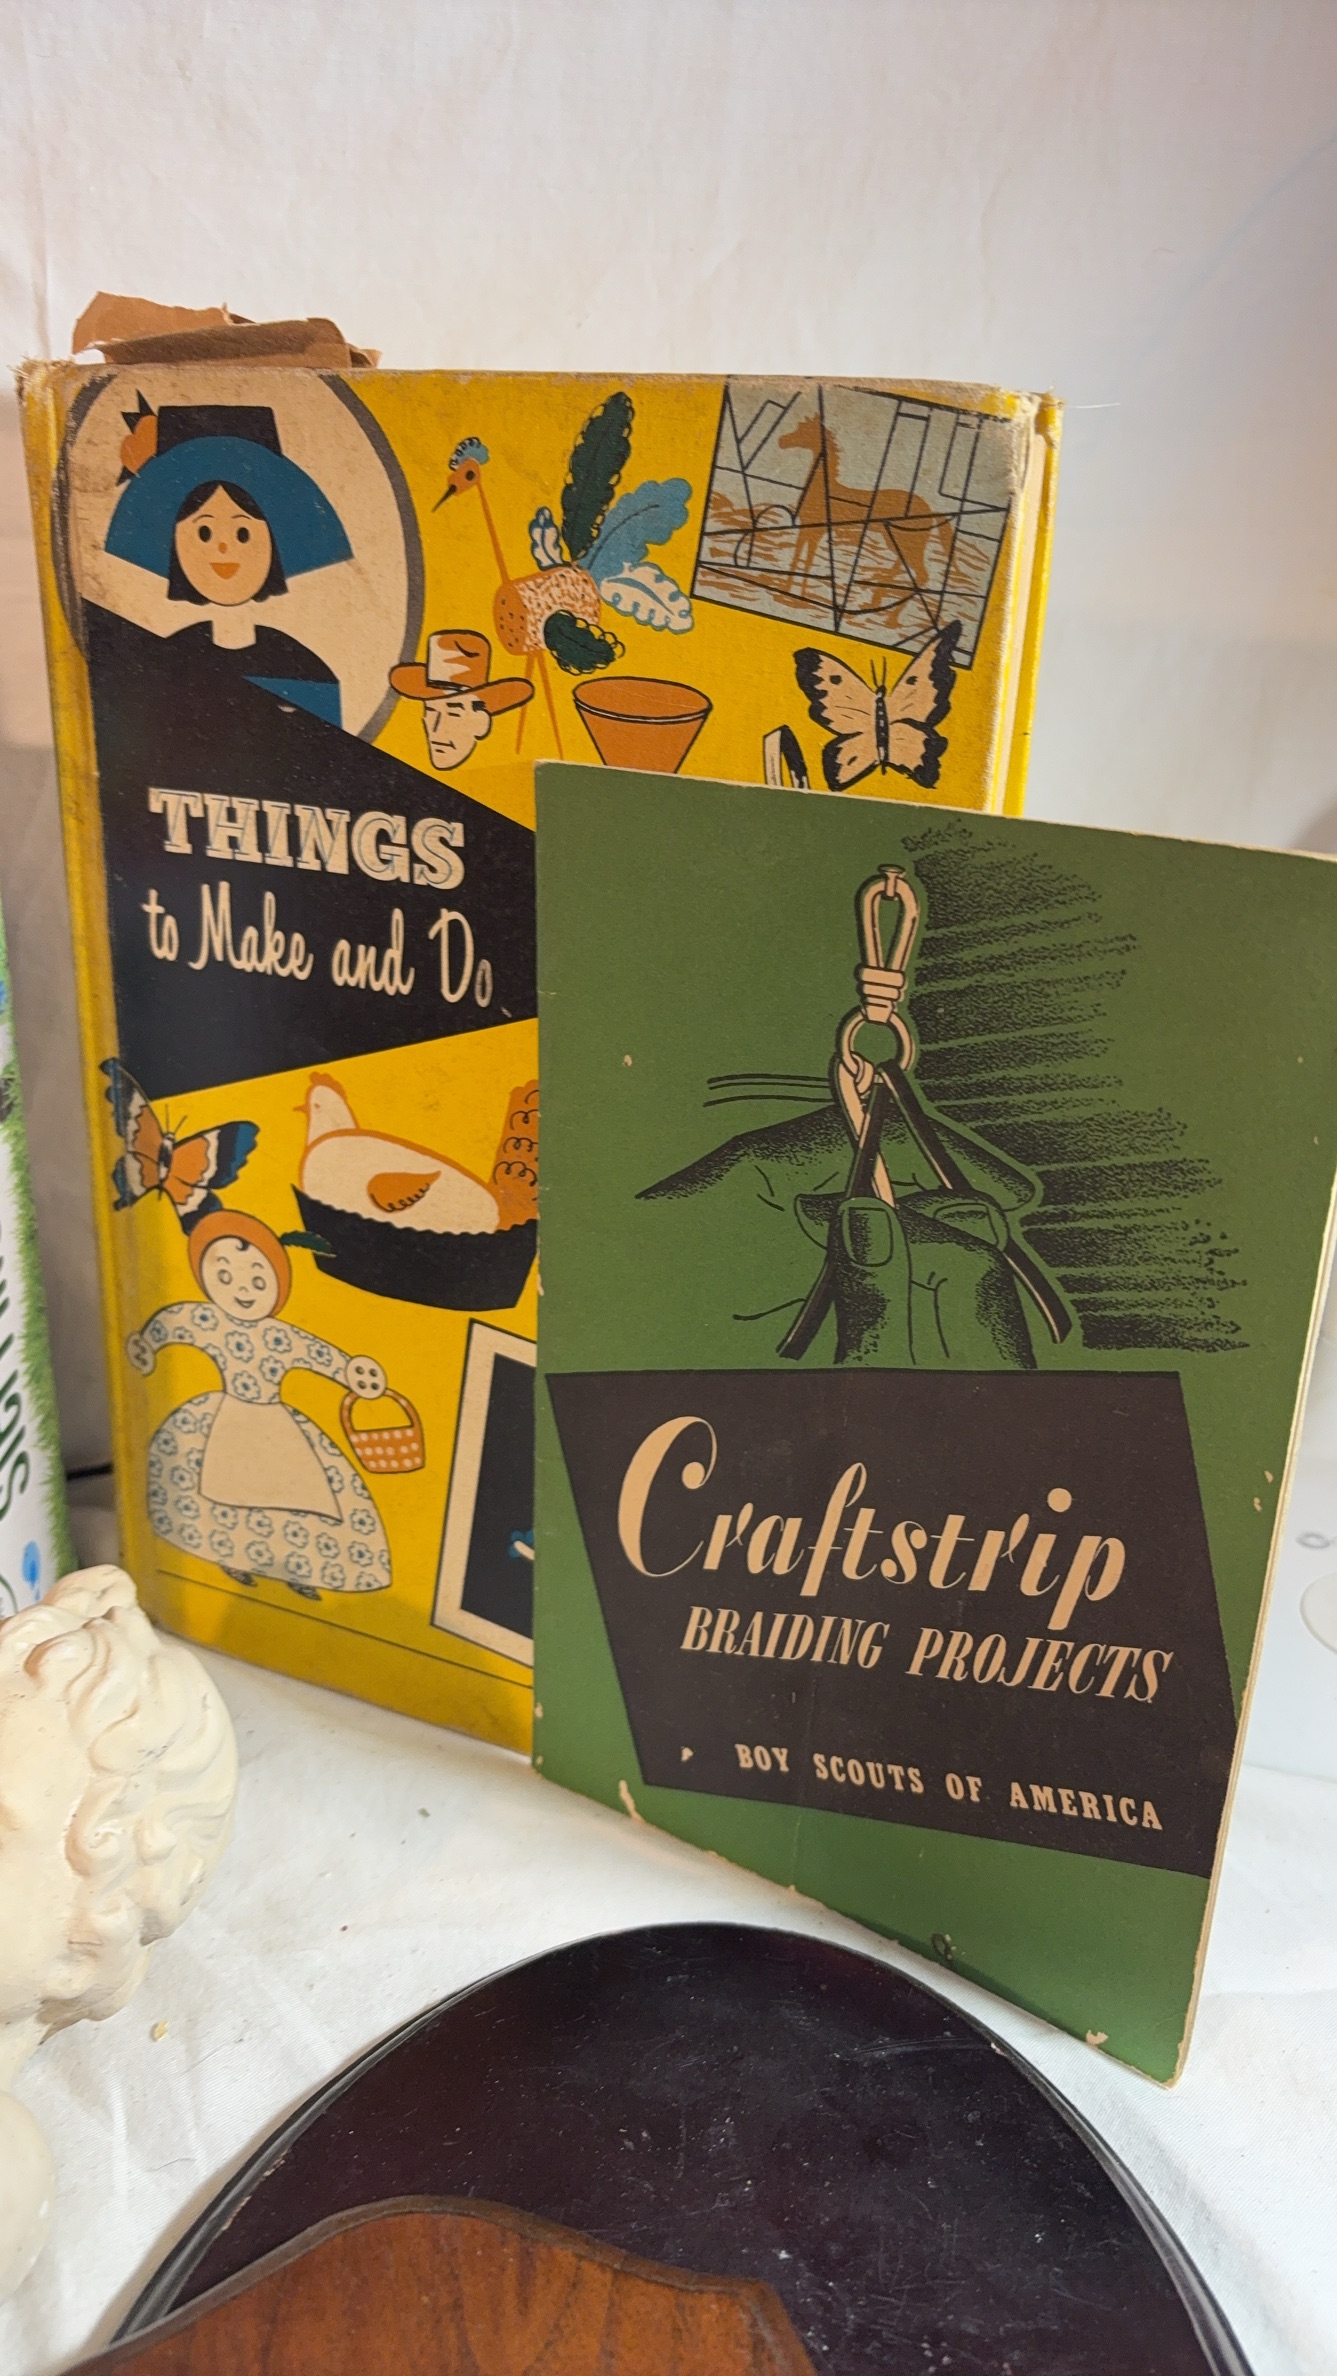 THINGS
to Make and Do
Craftstrip
BRAIDING PROJECTS
BOY SCOUTS OF AMERICA